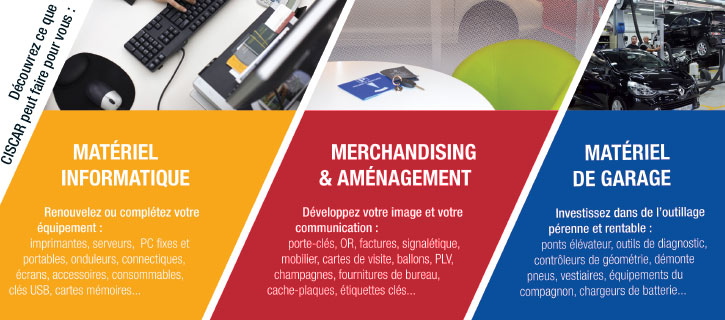 Découvrez ce que
CISCAR peut faire pour vous :
MATÉRIEL
INFORMATIQUE
Renouvelez ou complétez votre
équipement :
imprimantes, serveurs, PC fixes et
portables, onduleurs, connectiques,
écrans, accessoires, consommables,
clés USB, cartes mémoires...
MERCHANDISING
& AMÉNAGEMENT
Développez votre image et votre
communication :
porte-clés, OR, factures, signalétique,
mobilier, cartes de visite, ballons, PLV,
champagnes, fournitures de bureau,
cache-plaques, étiquettes clés...
MATÉRIEL
DE GARAGE
Investissez dans de l'outillage
pérenne et rentable :
ponts élévateur, outils de diagnostic,
contrôleurs de géométrie, démonte
pneus, vestiaires, équipements du
compagnon, chargeurs de batterie...